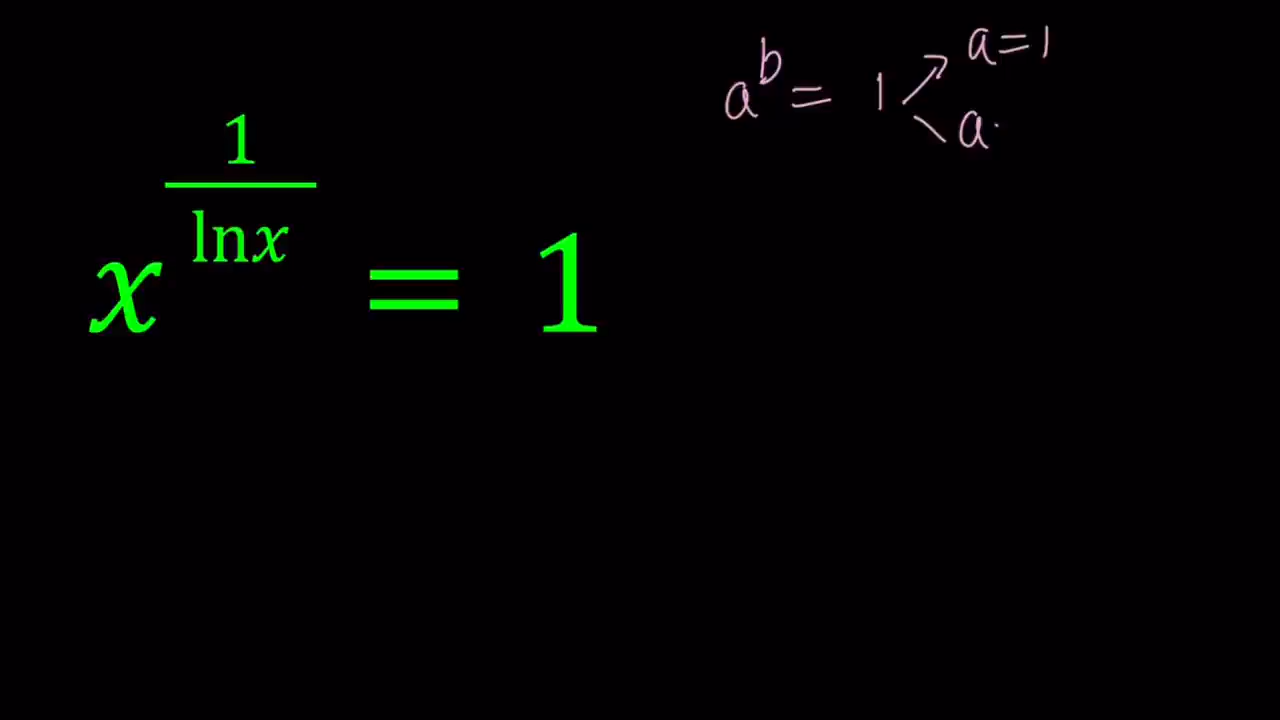 a^b = 1 a=1
a.
x^(1/lnx) = 1